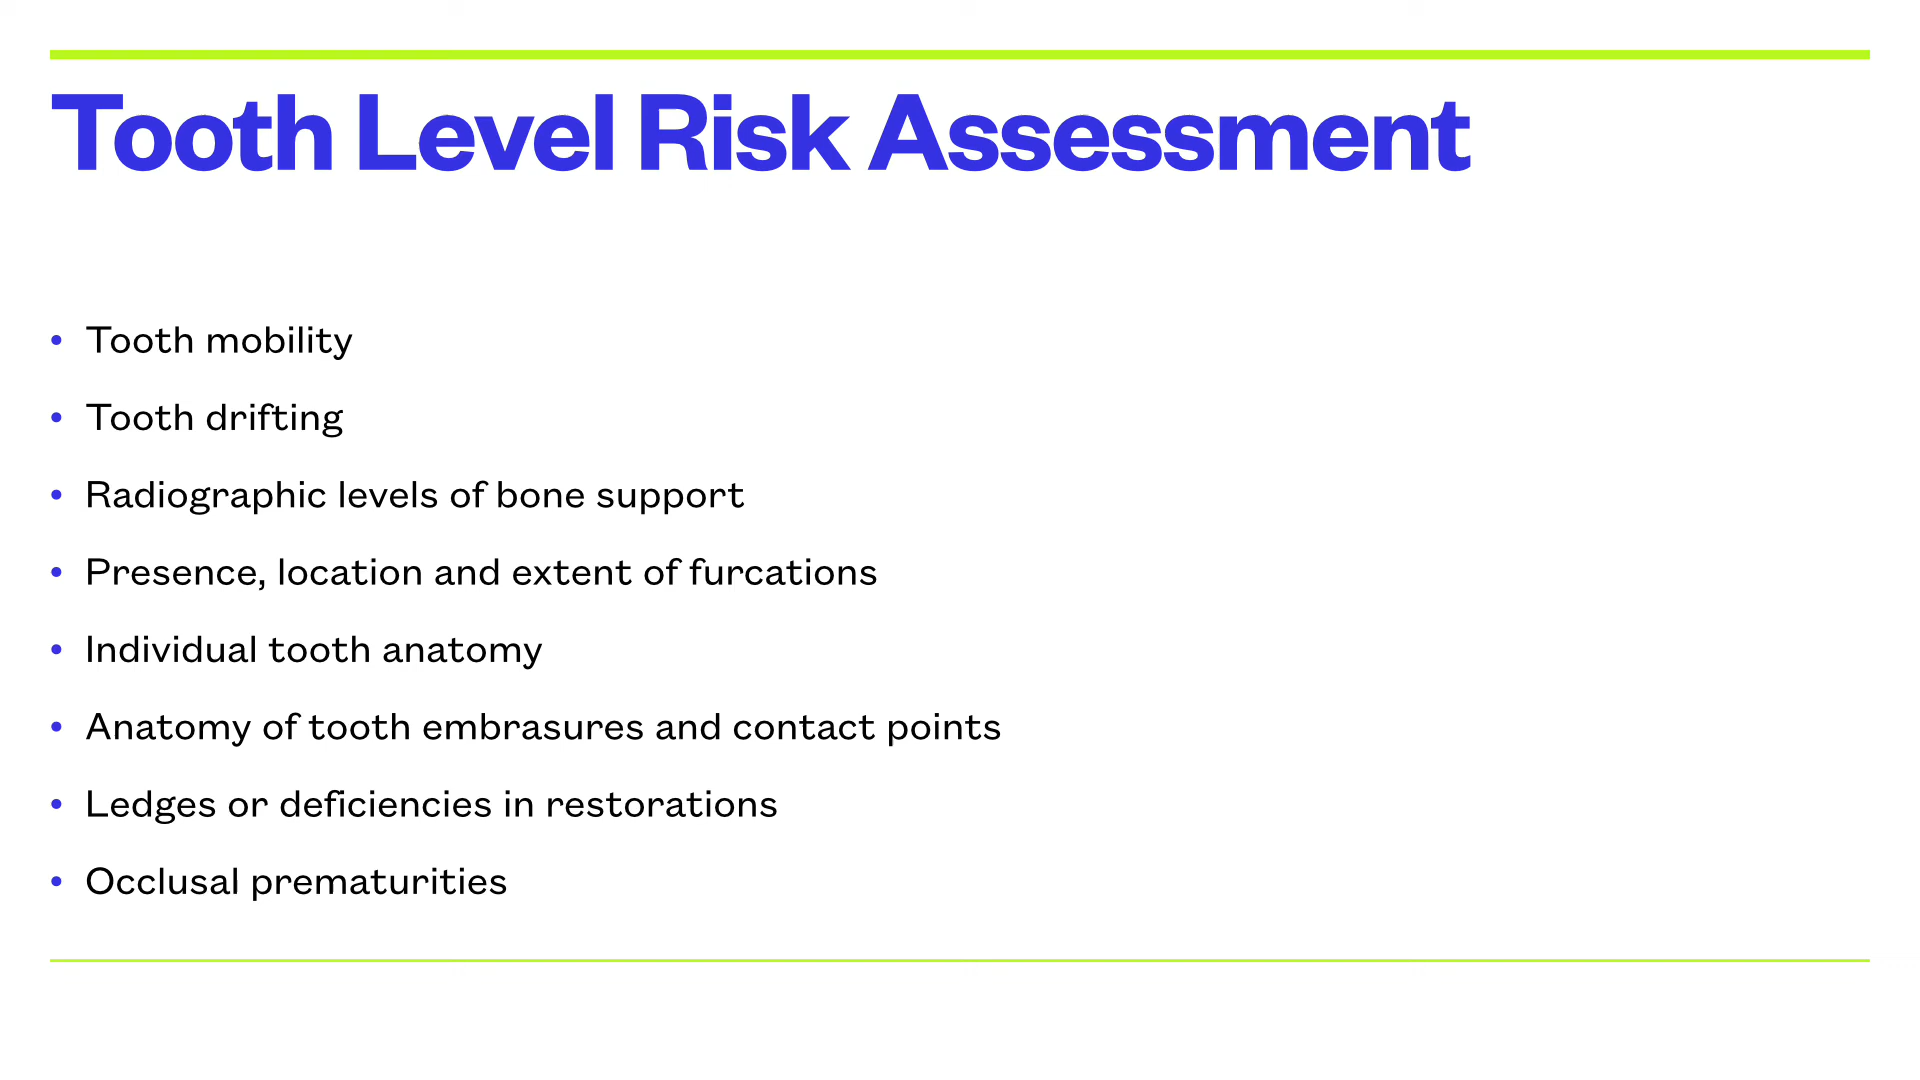 Tooth Level Risk Assessment
• Tooth mobility
• Tooth drifting
• Radiographic levels of bone support
• Presence, location and extent of furcations
• Individual tooth anatomy
• Anatomy of tooth embrasures and contact points
• Ledges or deficiencies in restorations
• Occlusal prematurities